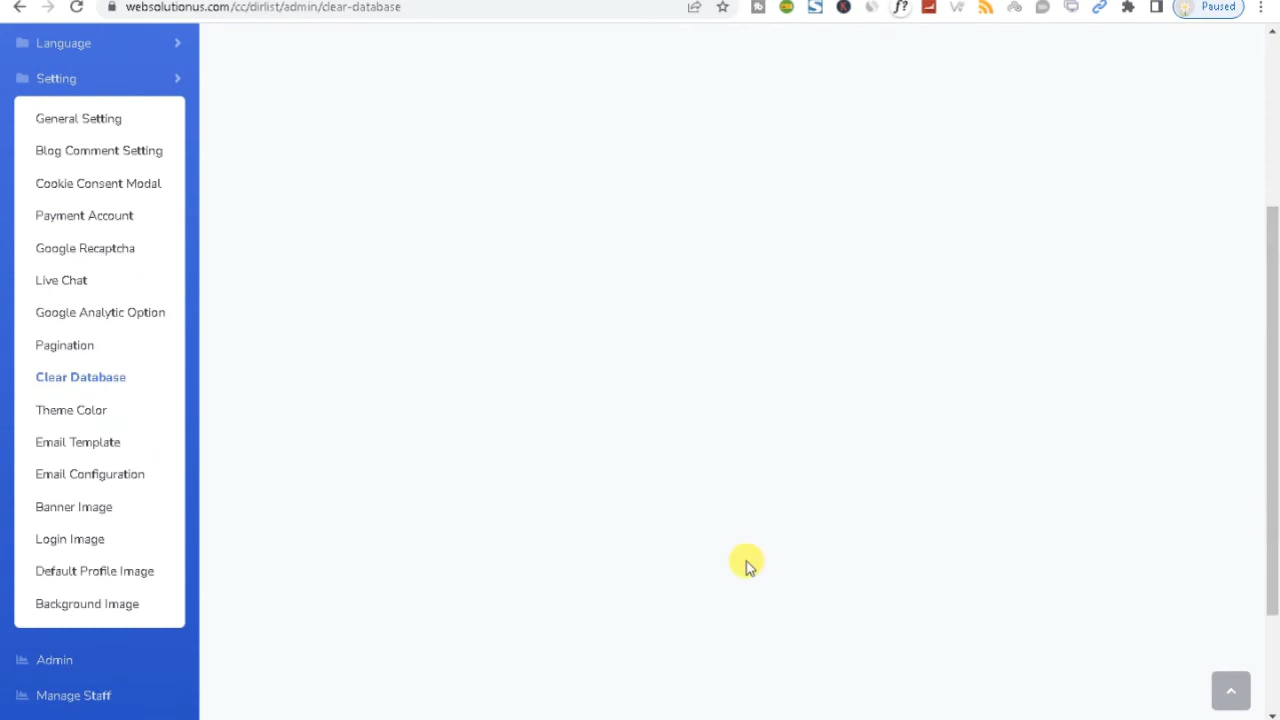 websolutionus.com/cc/dirlist/admin/clear-database
Paused
Language
Setting
General Setting
Blog Comment Setting
Cookie Consent Modal
Payment Account
Google Recaptcha
Live Chat
Google Analytic Option
Pagination
Clear Database
Theme Color
Email Template
Email Configuration
Banner Image
Login Image
Default Profile Image
Background Image
Admin
Manage Staff